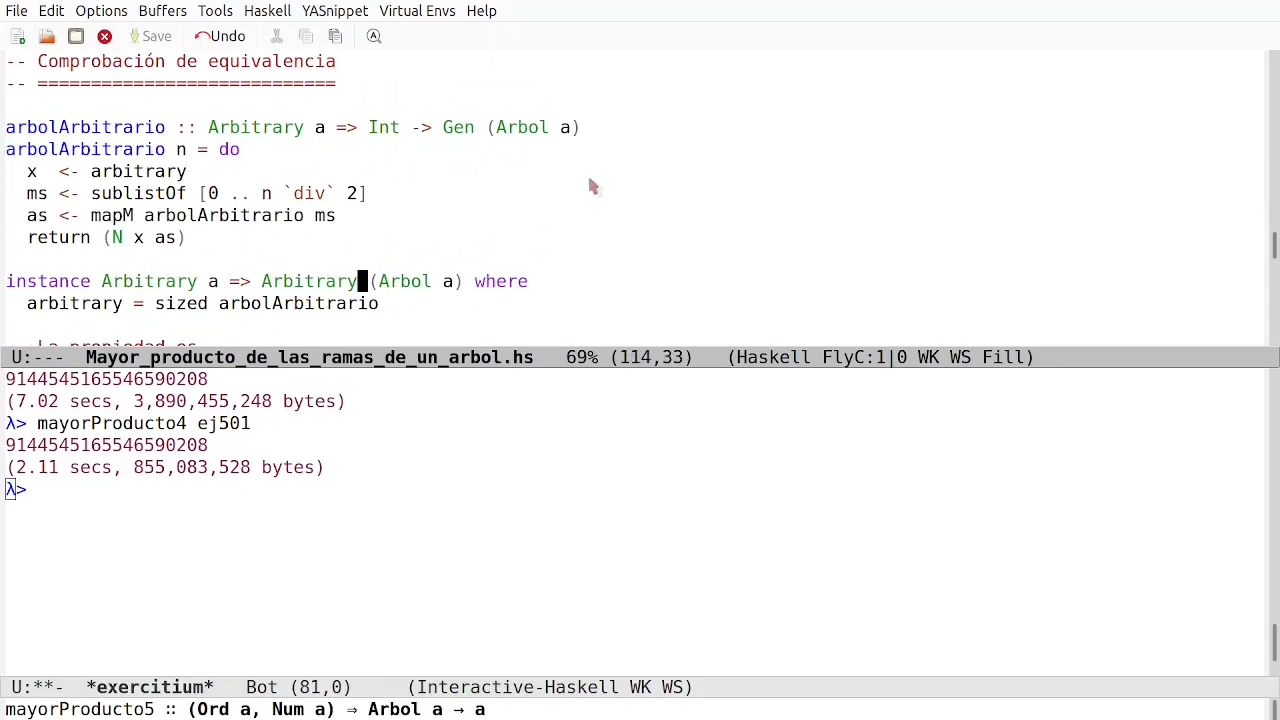 File Edit Options Buffers Tools Haskell YASnippet Virtual Envs Help
Save Undo
-- Comprobación de equivalencia
-- ============================
arbolArbitrario :: Arbitrary a => Int -> Gen (Arbol a)
arbolArbitrario n = do
  x  <- arbitrary
  ms <- sublistOf [0 .. n `div` 2]
  as <- mapM arbolArbitrario ms
  return (N x as)
instance Arbitrary a => Arbitrary (Arbol a) where
  arbitrary = sized arbolArbitrario
-- La propiedad es
U:---  Mayor_producto_de_las_ramas_de_un_arbol.hs   69% (114,33)   (Haskell FlyC:1|0 WK WS Fill)
9144545165546590208
(7.02 secs, 3,890,455,248 bytes)
λ> mayorProducto4 ej501
9144545165546590208
(2.11 secs, 855,083,528 bytes)
λ>
U:**-  *exercitium*   Bot (81,0)   (Interactive-Haskell WK WS)
mayorProducto5 ∷ (Ord a, Num a) ⇒ Arbol a → a